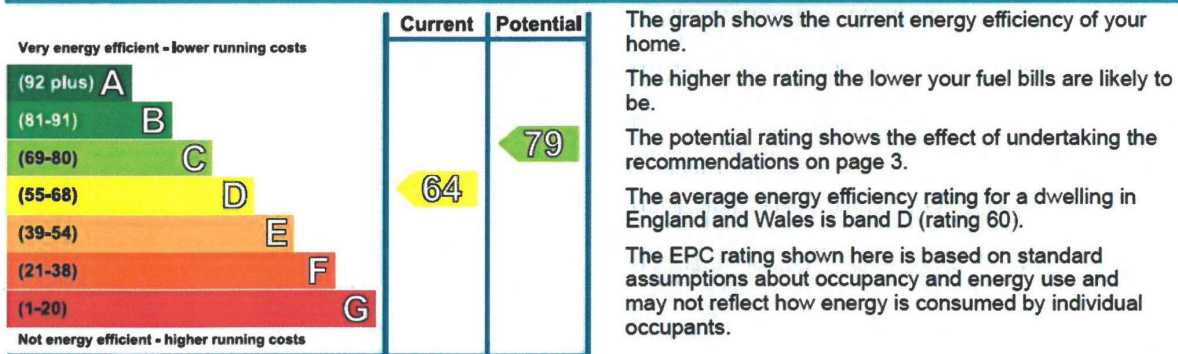 Current Potential
Very energy efficient - lower running costs
(92 plus) A
(81-91) B
(69-80) C
(55-68) D
(39-54) E
(21-38) F
(1-20) G
Not energy efficient - higher running costs
64
79
The graph shows the current energy efficiency of your
home.
The higher the rating the lower your fuel bills are likely to
be.
The potential rating shows the effect of undertaking the
recommendations on page 3.
The average energy efficiency rating for a dwelling in
England and Wales is band D (rating 60).
The EPC rating shown here is based on standard
assumptions about occupancy and energy use and
may not reflect how energy is consumed by individual
occupants.